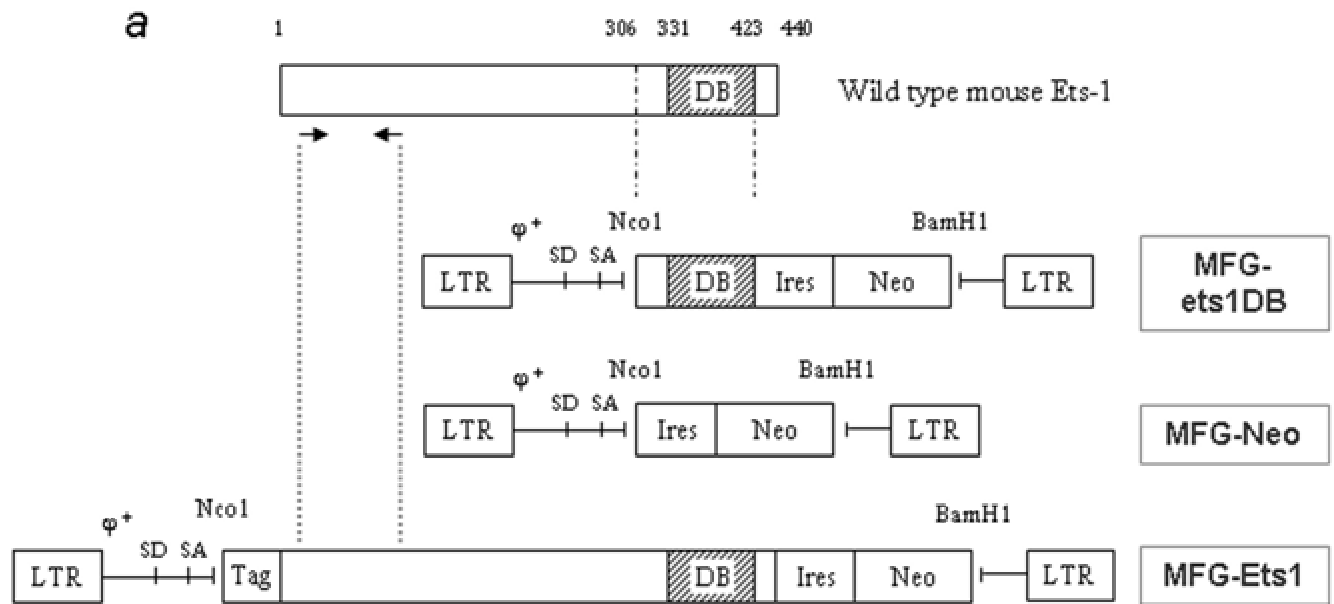 a 1 306 331 423 440
DB Wild type mouse Ets-1
φ+ Nco1 BamH1
SD SA
LTR DB Ires Neo LTR MFG-
ets1DB
φ+ Nco1 BamH1
SD SA
LTR Ires Neo LTR MFG-Neo
φ+ Nco1 BamH1
SD SA
LTR Tag DB Ires Neo LTR MFG-Ets1